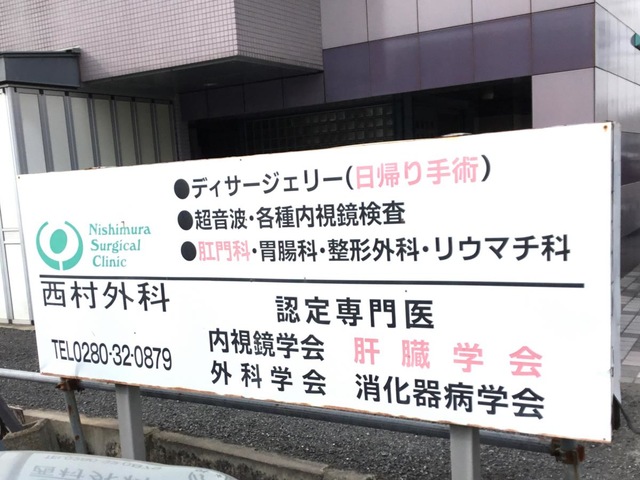 ●デイサージェリー(日帰り手術)
●超音波・各種内視鏡検査
●肛門科・胃腸科・整形外科・リウマチ科
Nishimura
Surgical
Clinic
西村外科
TEL0280-32-0879
認定専門医
内視鏡学会 肝臓学会
外科学会 消化器病学会